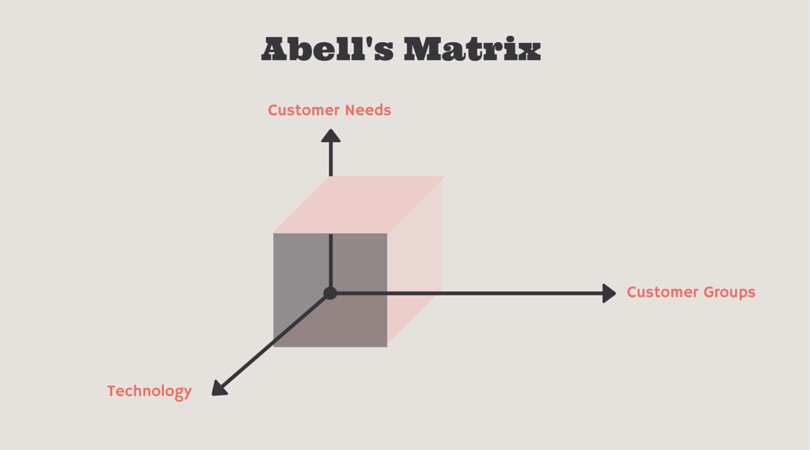 Abell's Matrix
Customer Needs
Customer Groups
Technology